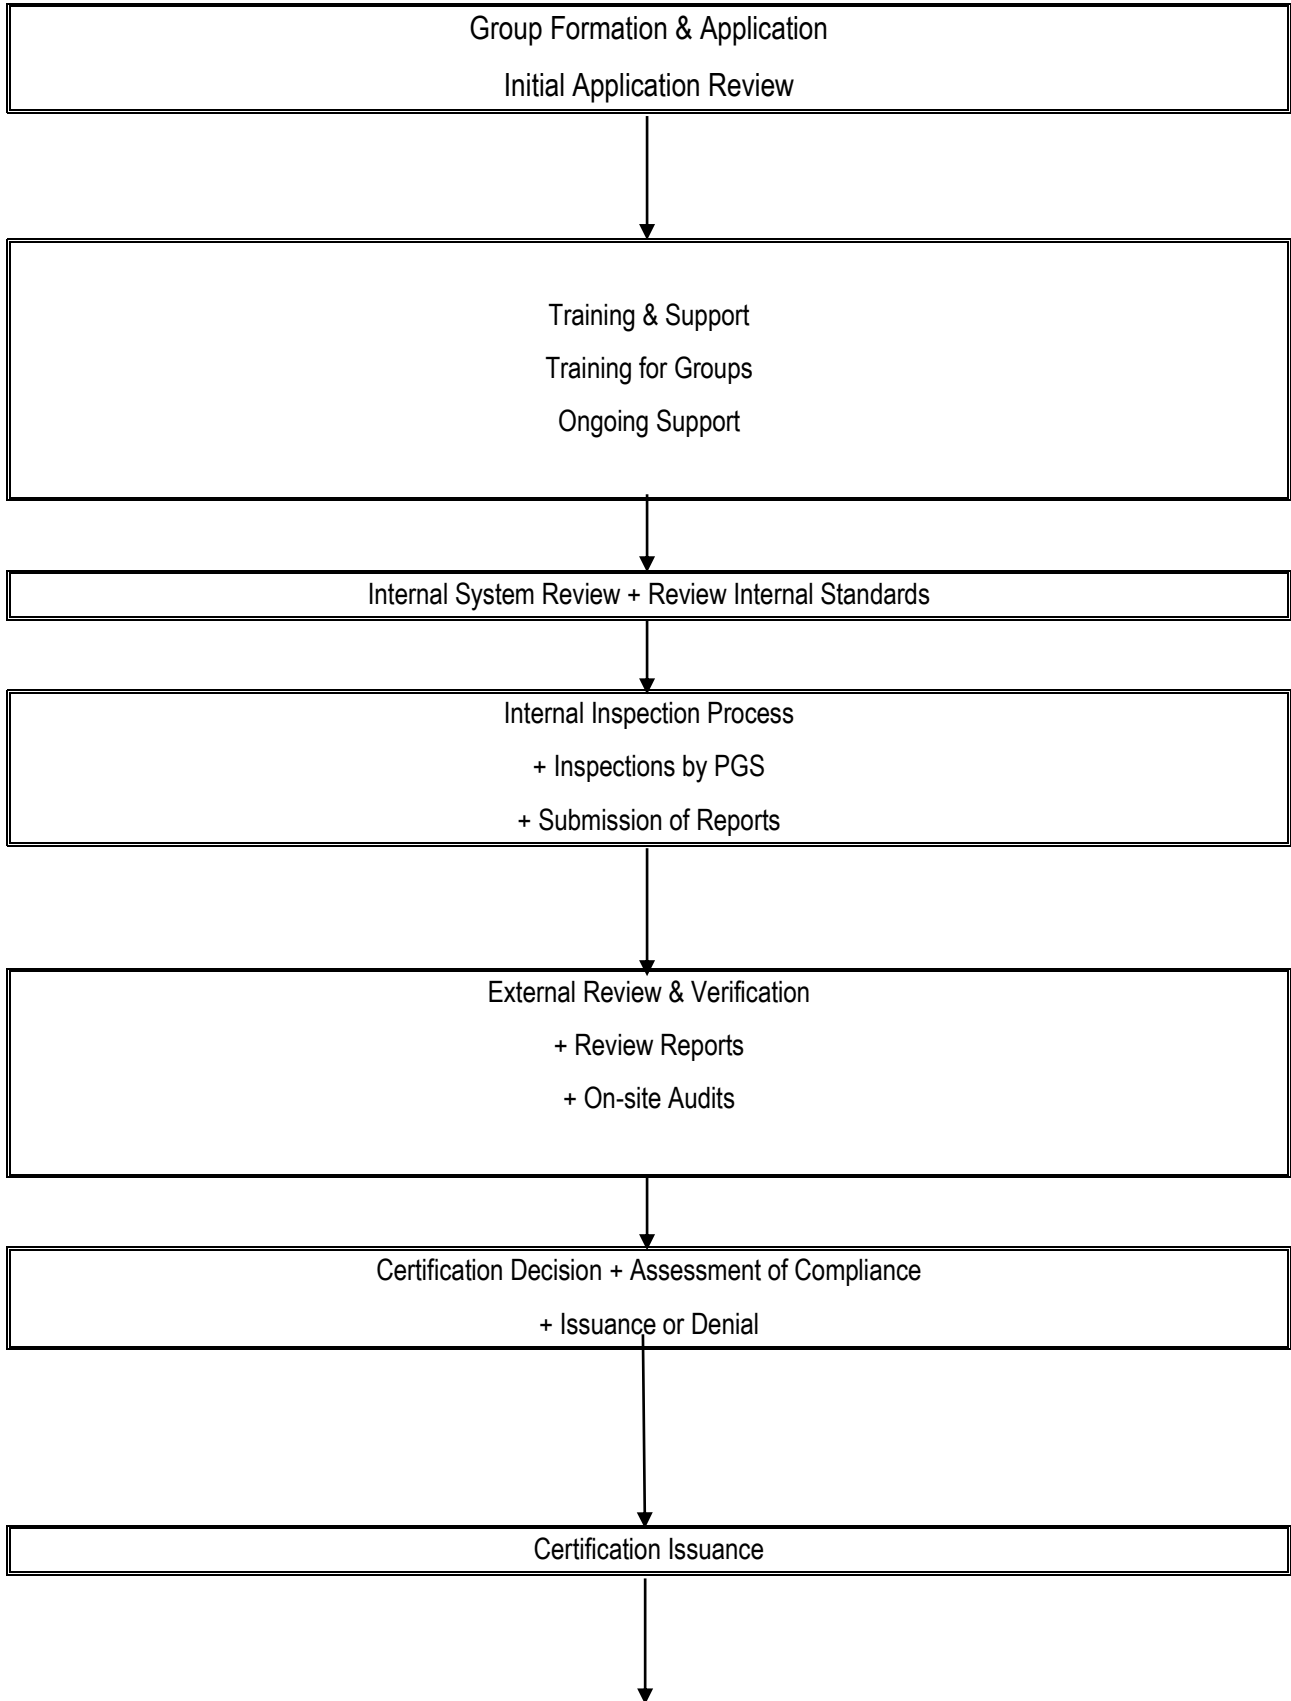 Group Formation & Application
Initial Application Review
Training & Support
Training for Groups
Ongoing Support
Internal System Review + Review Internal Standards
Internal Inspection Process
+ Inspections by PGS
+ Submission of Reports
External Review & Verification
+ Review Reports
+ On-site Audits
Certification Decision + Assessment of Compliance
+ Issuance or Denial
Certification Issuance